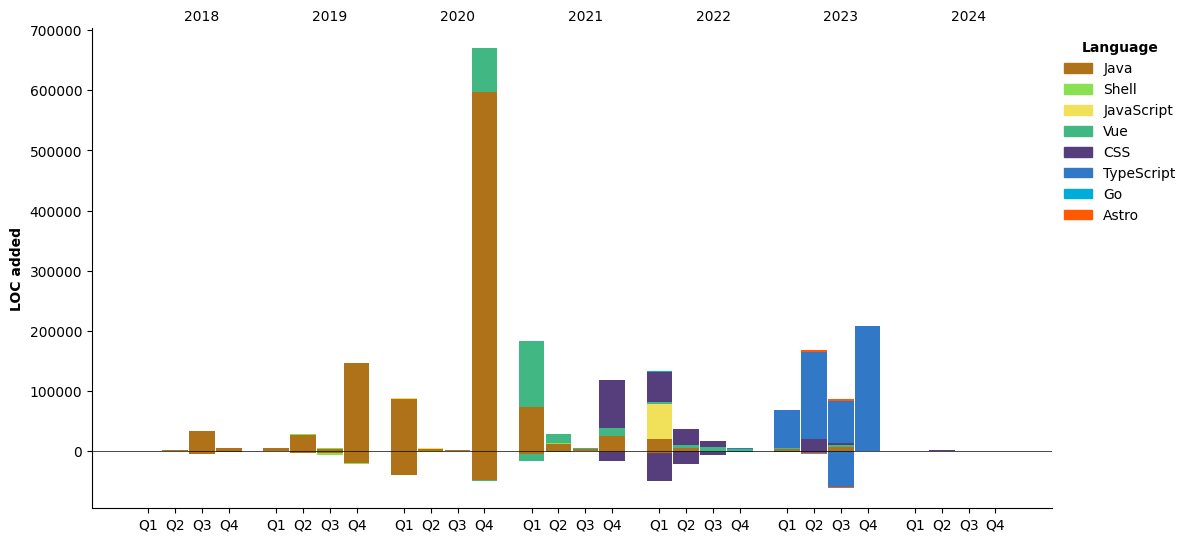 2018 2019 2020 2021 2022 2023 2024
700000
600000
500000
400000
300000
200000
100000
0
LOC added
Language
Java
Shell
JavaScript
Vue
CSS
TypeScript
Go
Astro
Q1 Q2 Q3 Q4 Q1 Q2 Q3 Q4 Q1 Q2 Q3 Q4 Q1 Q2 Q3 Q4 Q1 Q2 Q3 Q4 Q1 Q2 Q3 Q4 Q1 Q2 Q3 Q4